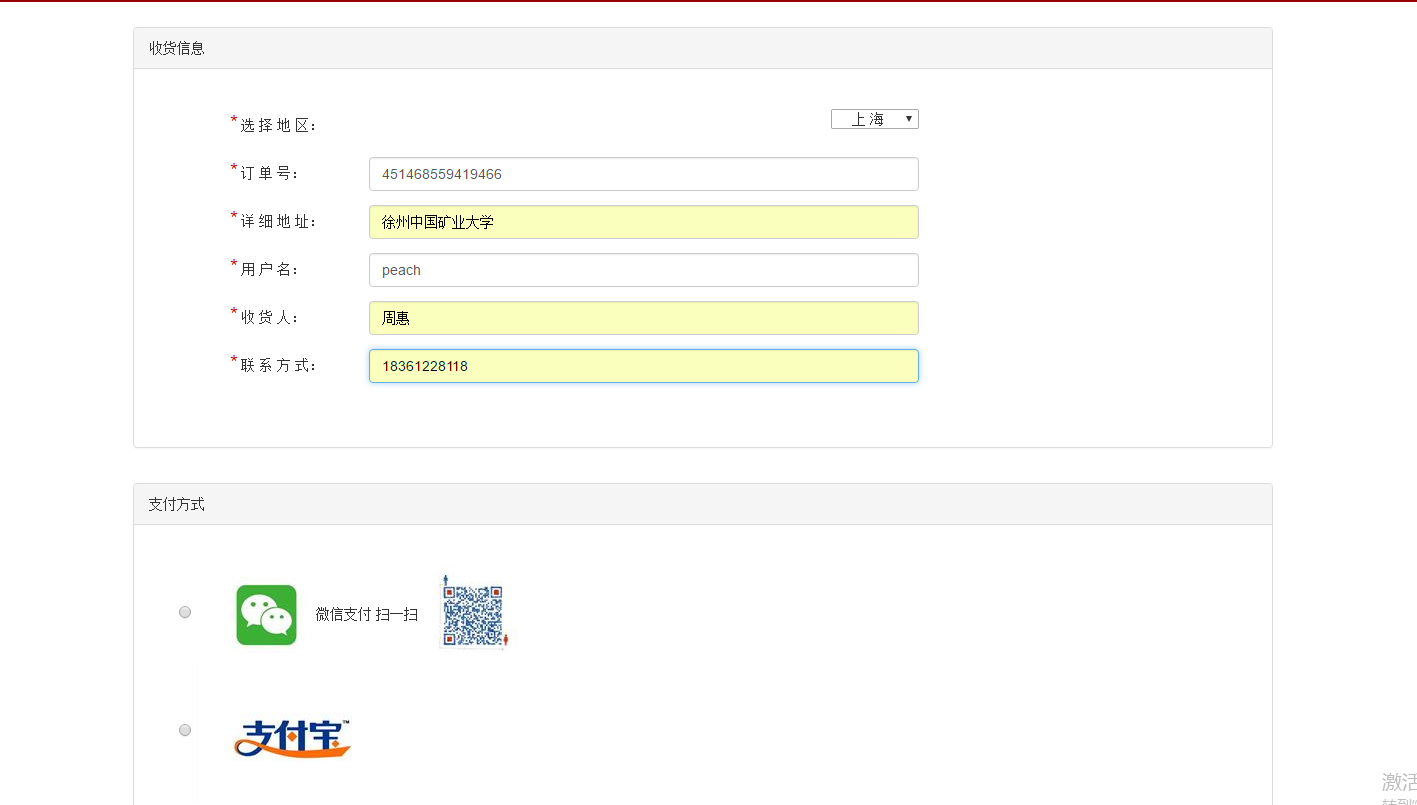 收货信息
*选择地区：
上海
*订单号：
451468559419466
*详细地址：
徐州中国矿业大学
*用户名：
peach
*收货人：
周惠
*联系方式：
18361228118
支付方式
微信支付 扫一扫
支付宝™
激活
转到